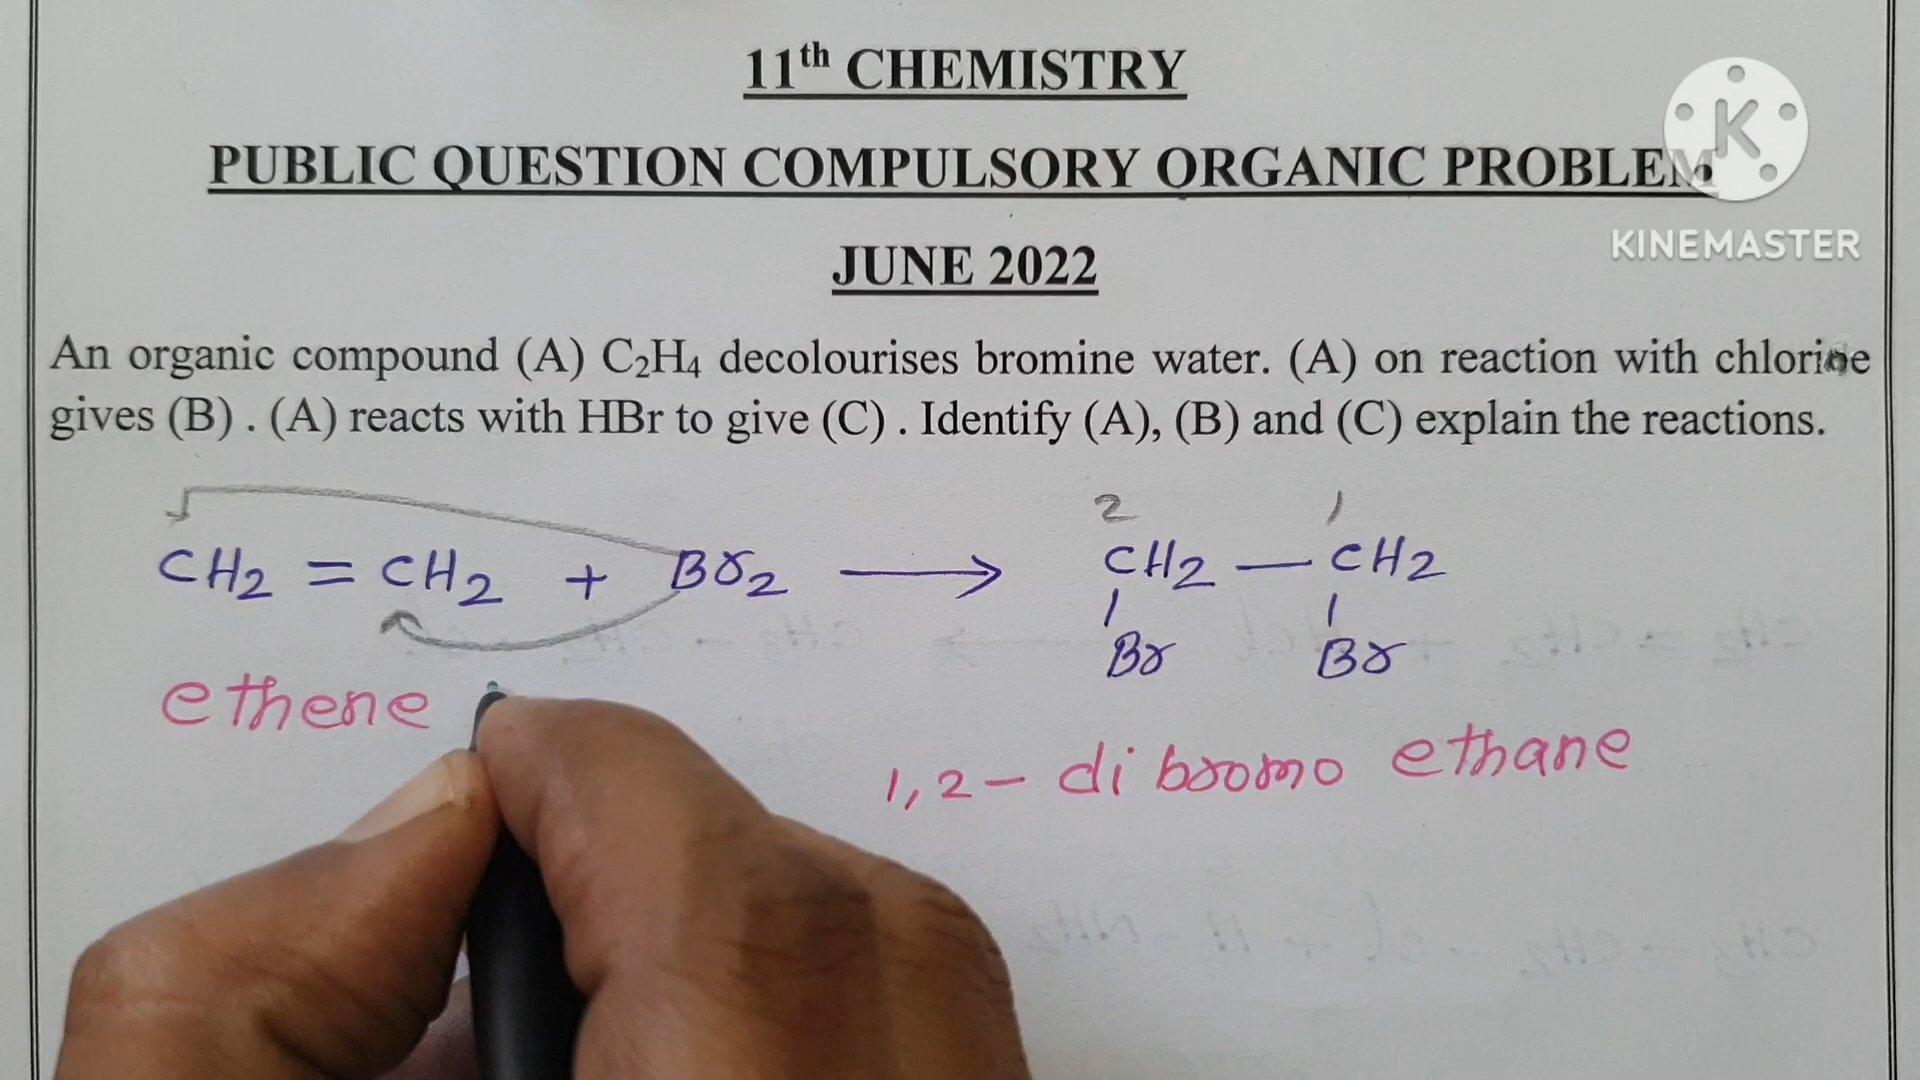 11th CHEMISTRY
K
PUBLIC QUESTION COMPULSORY ORGANIC PROBLEM
KINEMASTER
JUNE 2022
An organic compound (A) C₂H₄ decolourises bromine water. (A) on reaction with chlorine
gives (B) . (A) reacts with HBr to give (C) . Identify (A), (B) and (C) explain the reactions.
2 1
CH2 = CH2 + Br2 ⟶ CH2 — CH2
Br Br
ethene
1,2 - di bromo ethane